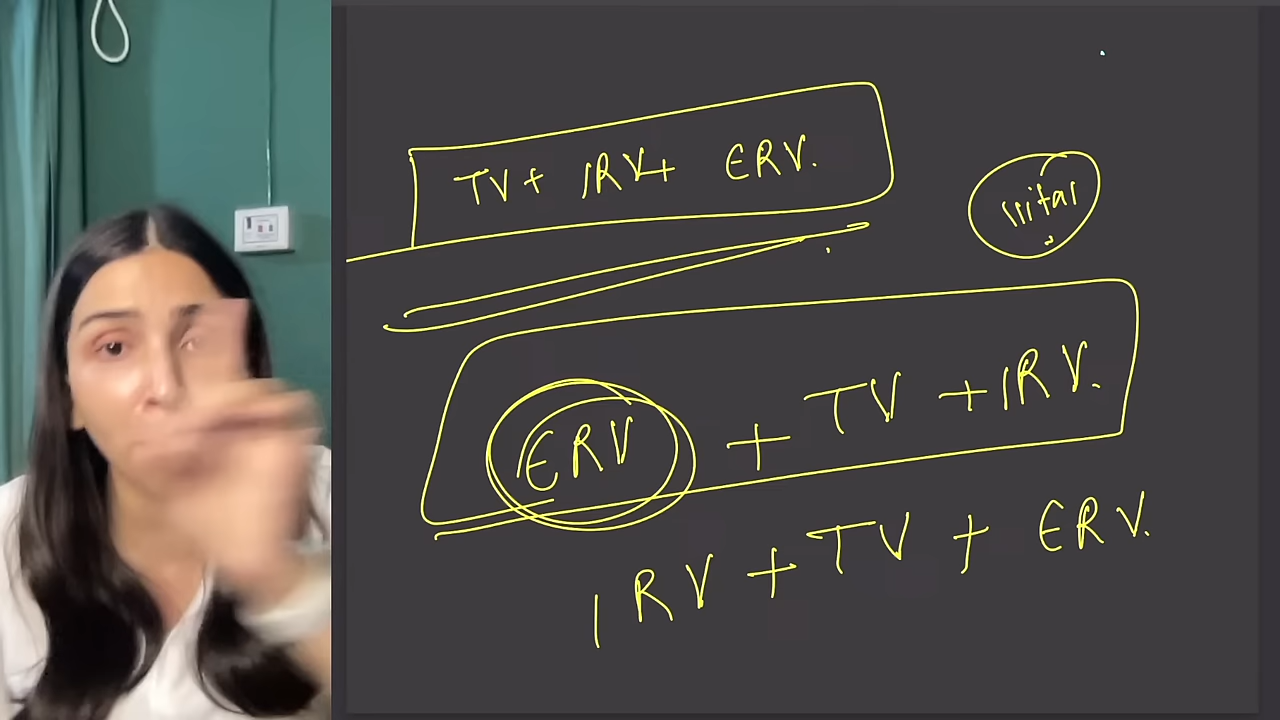 TV + IRV + ERV.
vital
ERV + TV + IRV.
IRV + TV + ERV.